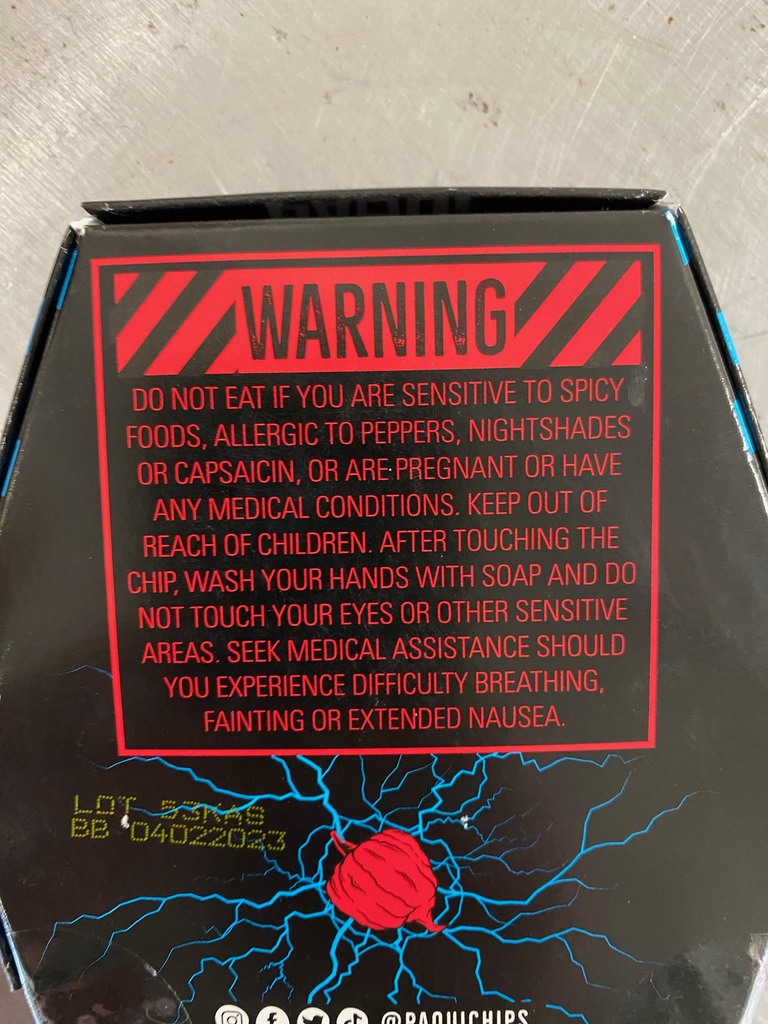 WARNING
DO NOT EAT IF YOU ARE SENSITIVE TO SPICY
FOODS, ALLERGIC TO PEPPERS, NIGHTSHADES
OR CAPSAICIN, OR ARE PREGNANT OR HAVE
ANY MEDICAL CONDITIONS. KEEP OUT OF
REACH OF CHILDREN. AFTER TOUCHING THE
CHIP, WASH YOUR HANDS WITH SOAP AND DO
NOT TOUCH YOUR EYES OR OTHER SENSITIVE
AREAS. SEEK MEDICAL ASSISTANCE SHOULD
YOU EXPERIENCE DIFFICULTY BREATHING,
FAINTING OR EXTENDED NAUSEA.
LOT 53KAS
BB 04022023
@PAQUICHIPS